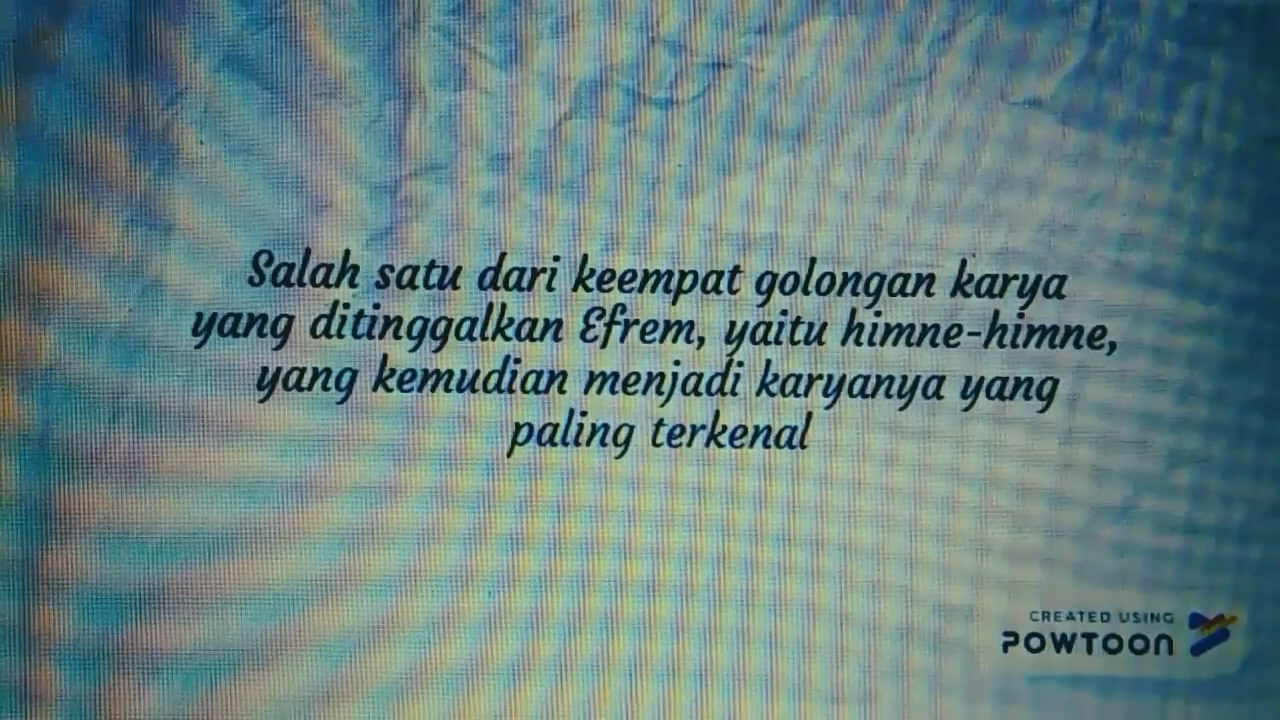 Salah satu dari keempat golongan karya
yang ditinggalkan Efrem, yaitu himne-himne,
yang kemudian menjadi karyanya yang
paling terkenal
CREATED USING
POWTOON